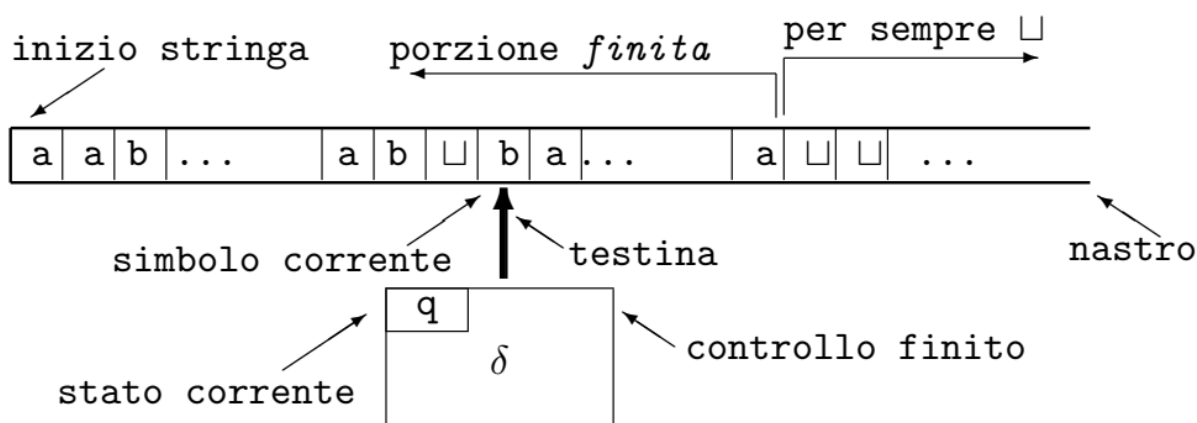 inizio stringa
porzione finita
per sempre ⊔
a a b ... a b ⊔ b a ... a ⊔ ⊔ ...
simbolo corrente
testina
nastro
q
δ
controllo finito
stato corrente